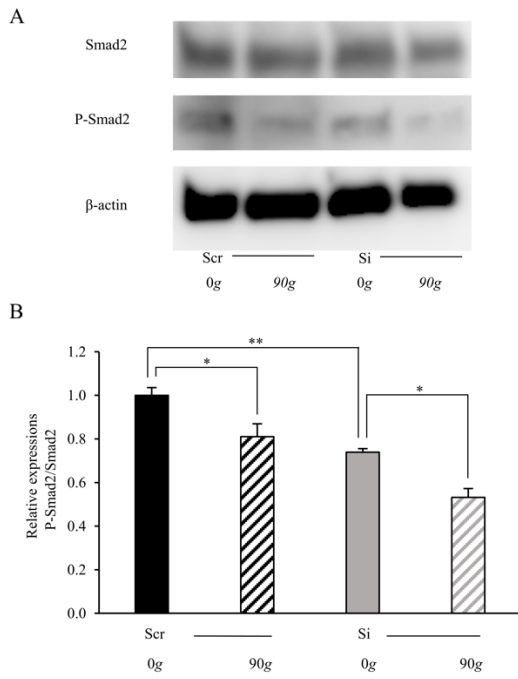 A
Smad2
P-Smad2
β-actin
Scr Si
0g 90g 0g 90g
B
Relative expressions
P-Smad2/Smad2
1.2
1.0
0.8
0.6
0.4
0.2
0.0
**
*
*
Scr Si
0g 90g 0g 90g